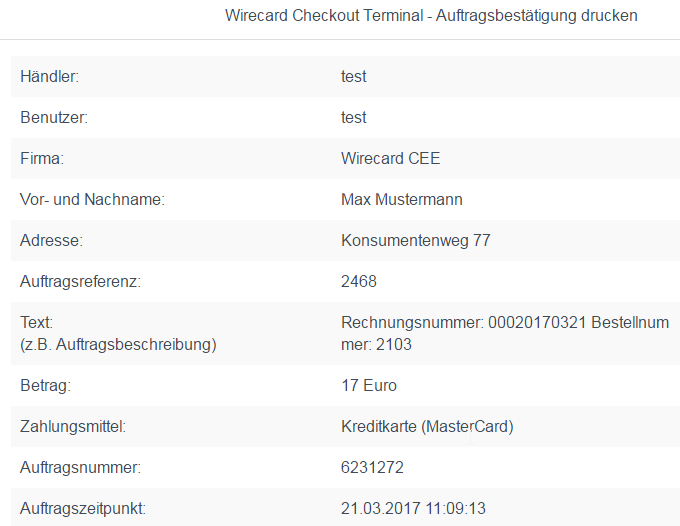 Wirecard Checkout Terminal - Auftragsbestätigung drucken
Händler: test
Benutzer: test
Firma: Wirecard CEE
Vor- und Nachname: Max Mustermann
Adresse: Konsumentenweg 77
Auftragsreferenz: 2468
Text: Rechnungsnummer: 00020170321 Bestellnum
(z.B. Auftragsbeschreibung) mer: 2103
Betrag: 17 Euro
Zahlungsmittel: Kreditkarte (MasterCard)
Auftragsnummer: 6231272
Auftragszeitpunkt: 21.03.2017 11:09:13